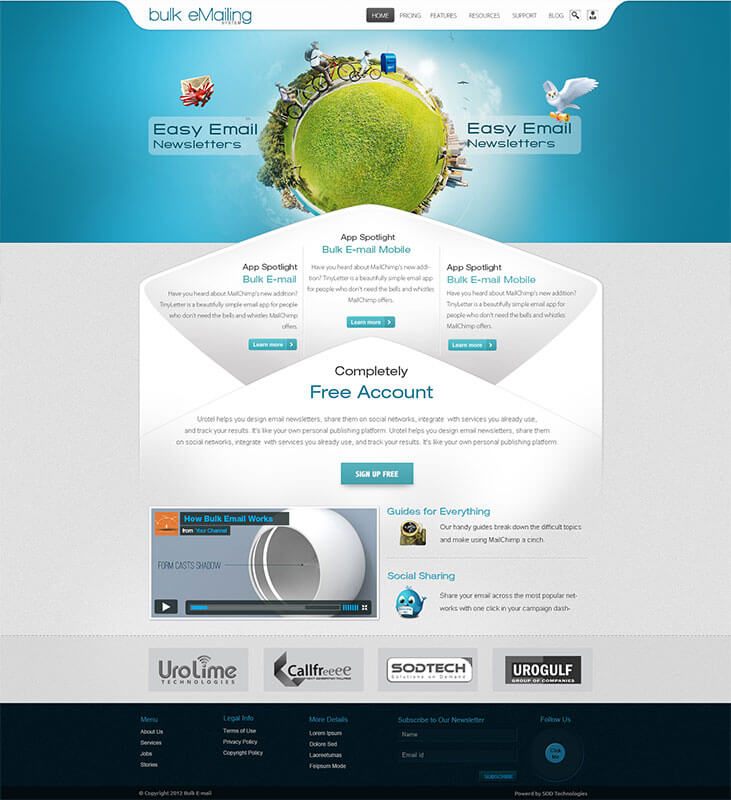 bulk eMailing
SYSTEM
HOME PRICING FEATURES RESOURCES SUPPORT BLOG
Easy Email
Newsletters
Easy Email
Newsletters
App Spotlight
Bulk E-mail
Have you heard about MailChimp's new addition?
TinyLetter is a beautifully simple email app for people
who don't need the bells and whistles MailChimp
offers.
Learn more
App Spotlight
Bulk E-mail Mobile
Have you heard about MailChimp's new addi-
tion? TinyLetter is a beautifully simple email app
for people who don't need the bells and whistles
MailChimp offers.
Learn more
App Spotlight
Bulk E-mail Mobile
Have you heard about MailChimp's new addition?
TinyLetter is a beautifully simple email app for
people who don't need the bells and whistles
MailChimp offers.
Learn more
Completely
Free Account
Urotel helps you design email newsletters, share them on social networks, integrate with services you already use,
and track your results. It's like your own personal publishing platform. Urotel helps you design email newsletters, share them
on social networks, integrate with services you already use, and track your results. It's like your own personal publishing platform.
SIGN UP FREE
How Bulk Email Works
from Your Channel
FORM CASTS SHADOW
Guides for Everything
Our handy guides break down the difficult topics
and make using MailChimp a cinch.
Social Sharing
Share your email across the most popular net-
works with one click in your campaign dash-
UroLime
TECHNOLOGIES
Callfreeee
NEXT GENERATION TALKFREE
SODTECH
Solutions on Demand
UROGULF
GROUP OF COMPANIES
Menu
About Us
Services
Jobs
Stories
Legal Info
Terms of Use
Privacy Policy
Copyright Policy
More Details
Lorem Ipsum
Dolore Sed
Laoreetumas
Feipsum Mode
Subscribe to Our Newsletter
Name
Email id
SUBSCRIBE
Follow Us
Click
Me
© Copyright 2012 Bulk E-mail
Powerd by SOD Technologies